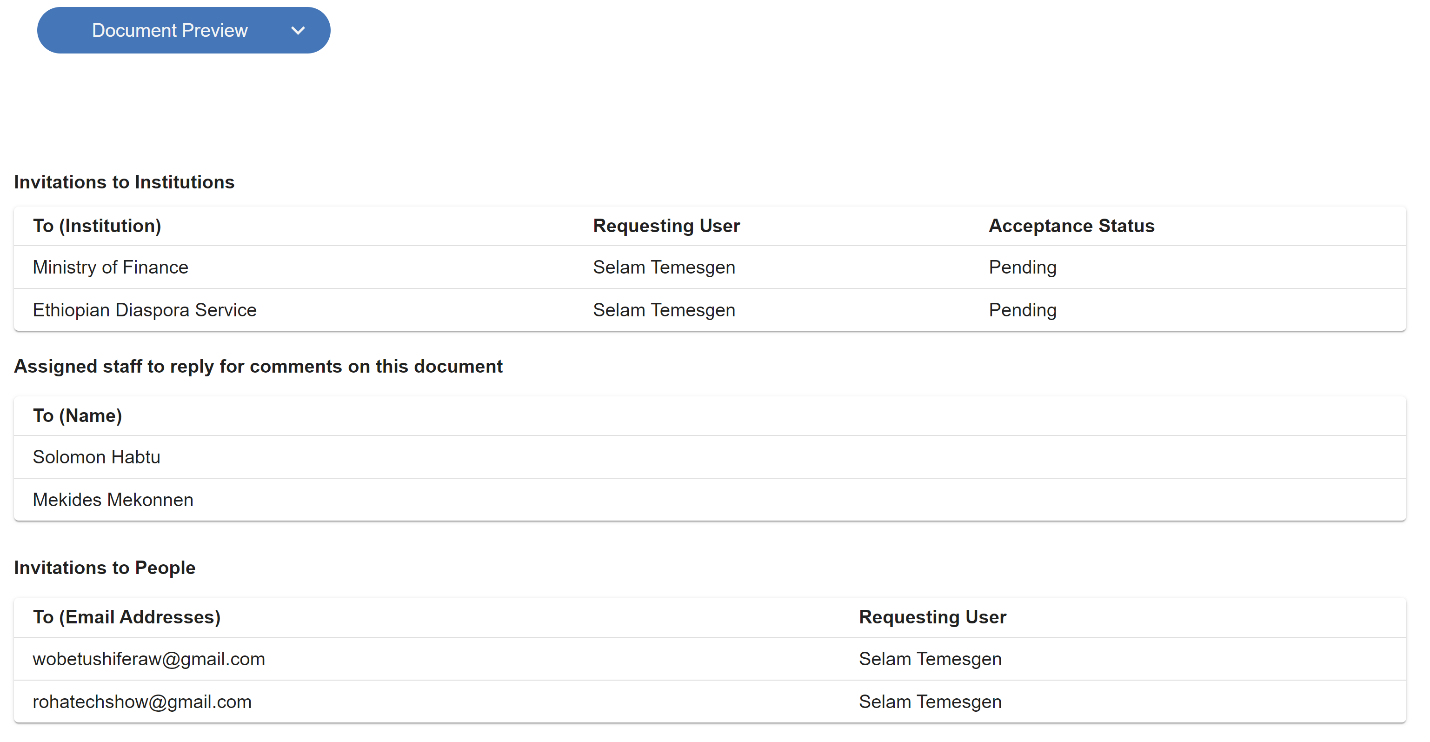 Document Preview
Invitations to Institutions
To (Institution) Requesting User Acceptance Status
Ministry of Finance Selam Temesgen Pending
Ethiopian Diaspora Service Selam Temesgen Pending
Assigned staff to reply for comments on this document
To (Name)
Solomon Habtu
Mekides Mekonnen
Invitations to People
To (Email Addresses) Requesting User
wobetushiferaw@gmail.com Selam Temesgen
rohatechshow@gmail.com Selam Temesgen